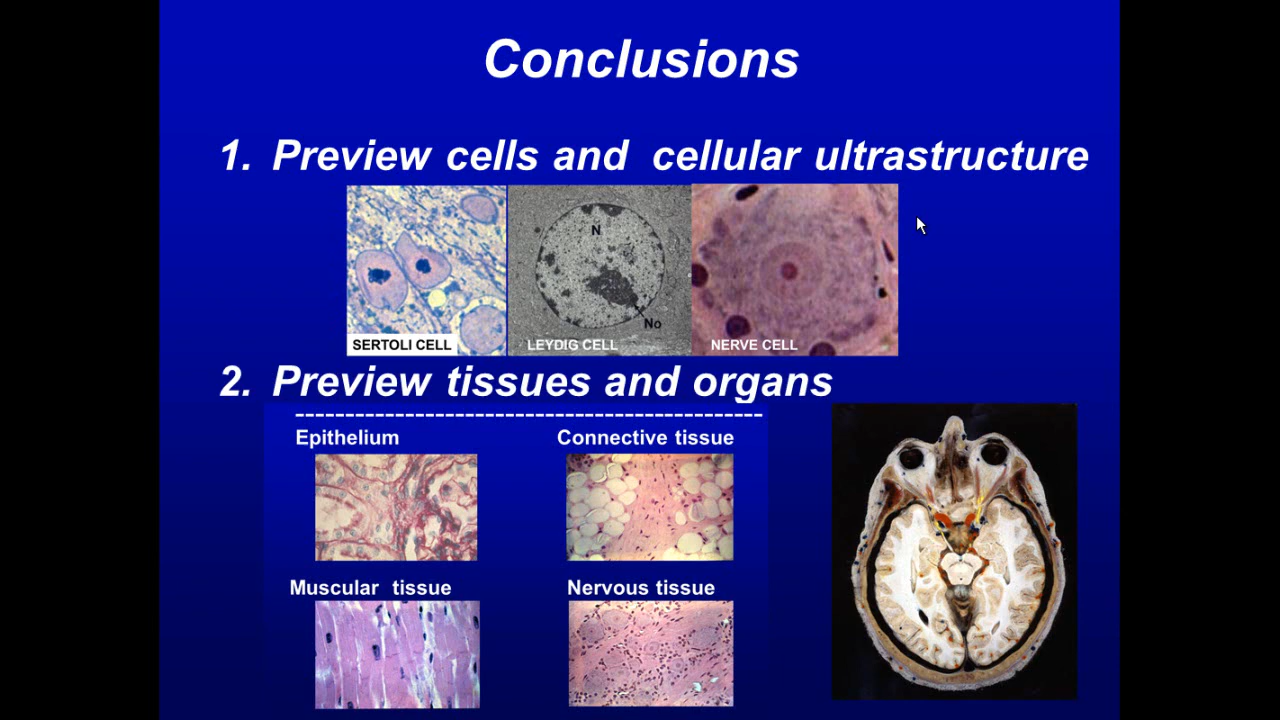 Conclusions
1. Preview cells and cellular ultrastructure
N
No
SERTOLI CELL
LEYDIG CELL
NERVE CELL
2. Preview tissues and organs
-----------------------------------------------
Epithelium
Connective tissue
Muscular tissue
Nervous tissue